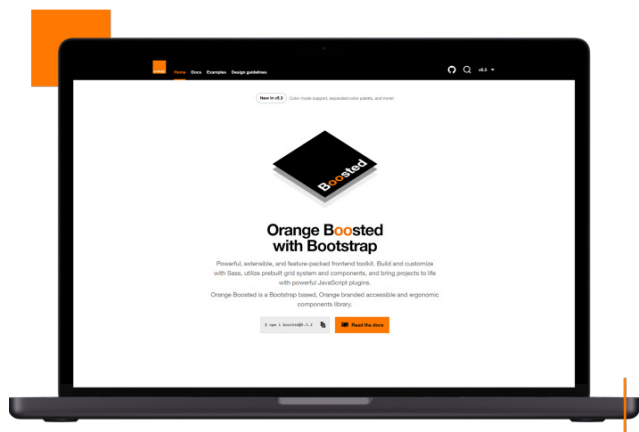 Home Docs Examples Design guidelines
New in v5.3 Color mode support, expanded color palette, and more!
Boosted
Orange Boosted
with Bootstrap
Powerful, extensible, and feature-packed frontend toolkit. Build and customize
with Sass, utilize prebuilt grid system and components, and bring projects to life
with powerful JavaScript plugins.
Orange Boosted is a Bootstrap based, Orange branded accessible and ergonomic
components library.
Read the docs